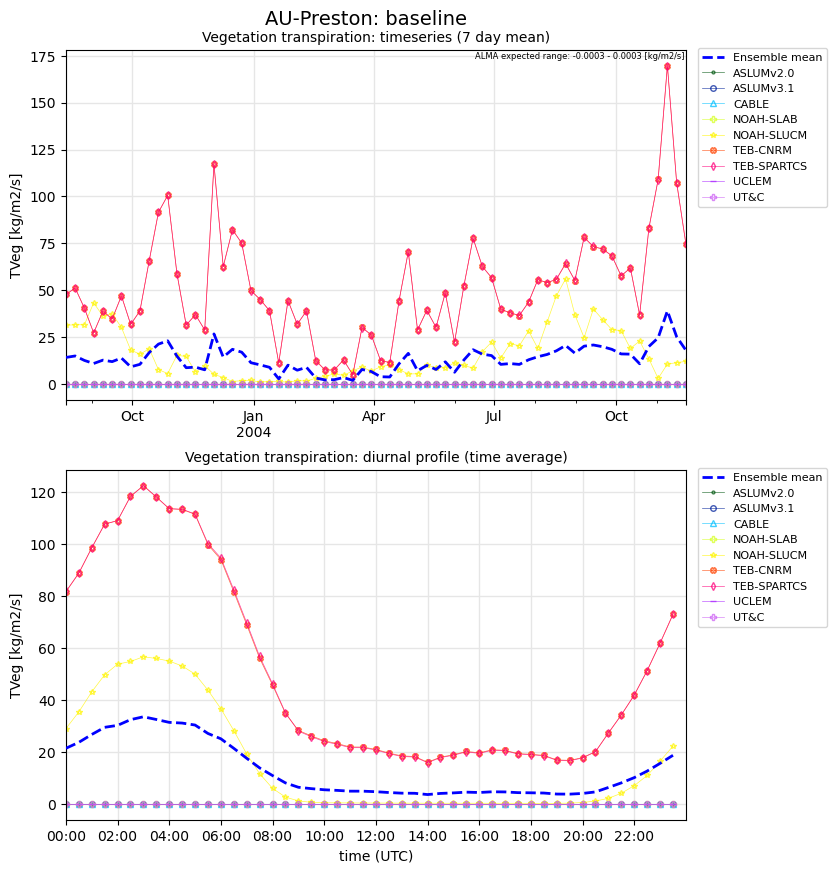 AU-Preston: baseline
Vegetation transpiration: timeseries (7 day mean)
ALMA expected range: -0.0003 - 0.0003 [kg/m2/s]
TVeg [kg/m2/s]
175
150
125
100
75
50
25
0
Oct
Jan
2004
Apr
Jul
Oct
Ensemble mean
ASLUMv2.0
ASLUMv3.1
CABLE
NOAH-SLAB
NOAH-SLUCM
TEB-CNRM
TEB-SPARTCS
UCLEM
UT&C
Vegetation transpiration: diurnal profile (time average)
TVeg [kg/m2/s]
120
100
80
60
40
20
0
00:00 02:00 04:00 06:00 08:00 10:00 12:00 14:00 16:00 18:00 20:00 22:00
time (UTC)
Ensemble mean
ASLUMv2.0
ASLUMv3.1
CABLE
NOAH-SLAB
NOAH-SLUCM
TEB-CNRM
TEB-SPARTCS
UCLEM
UT&C